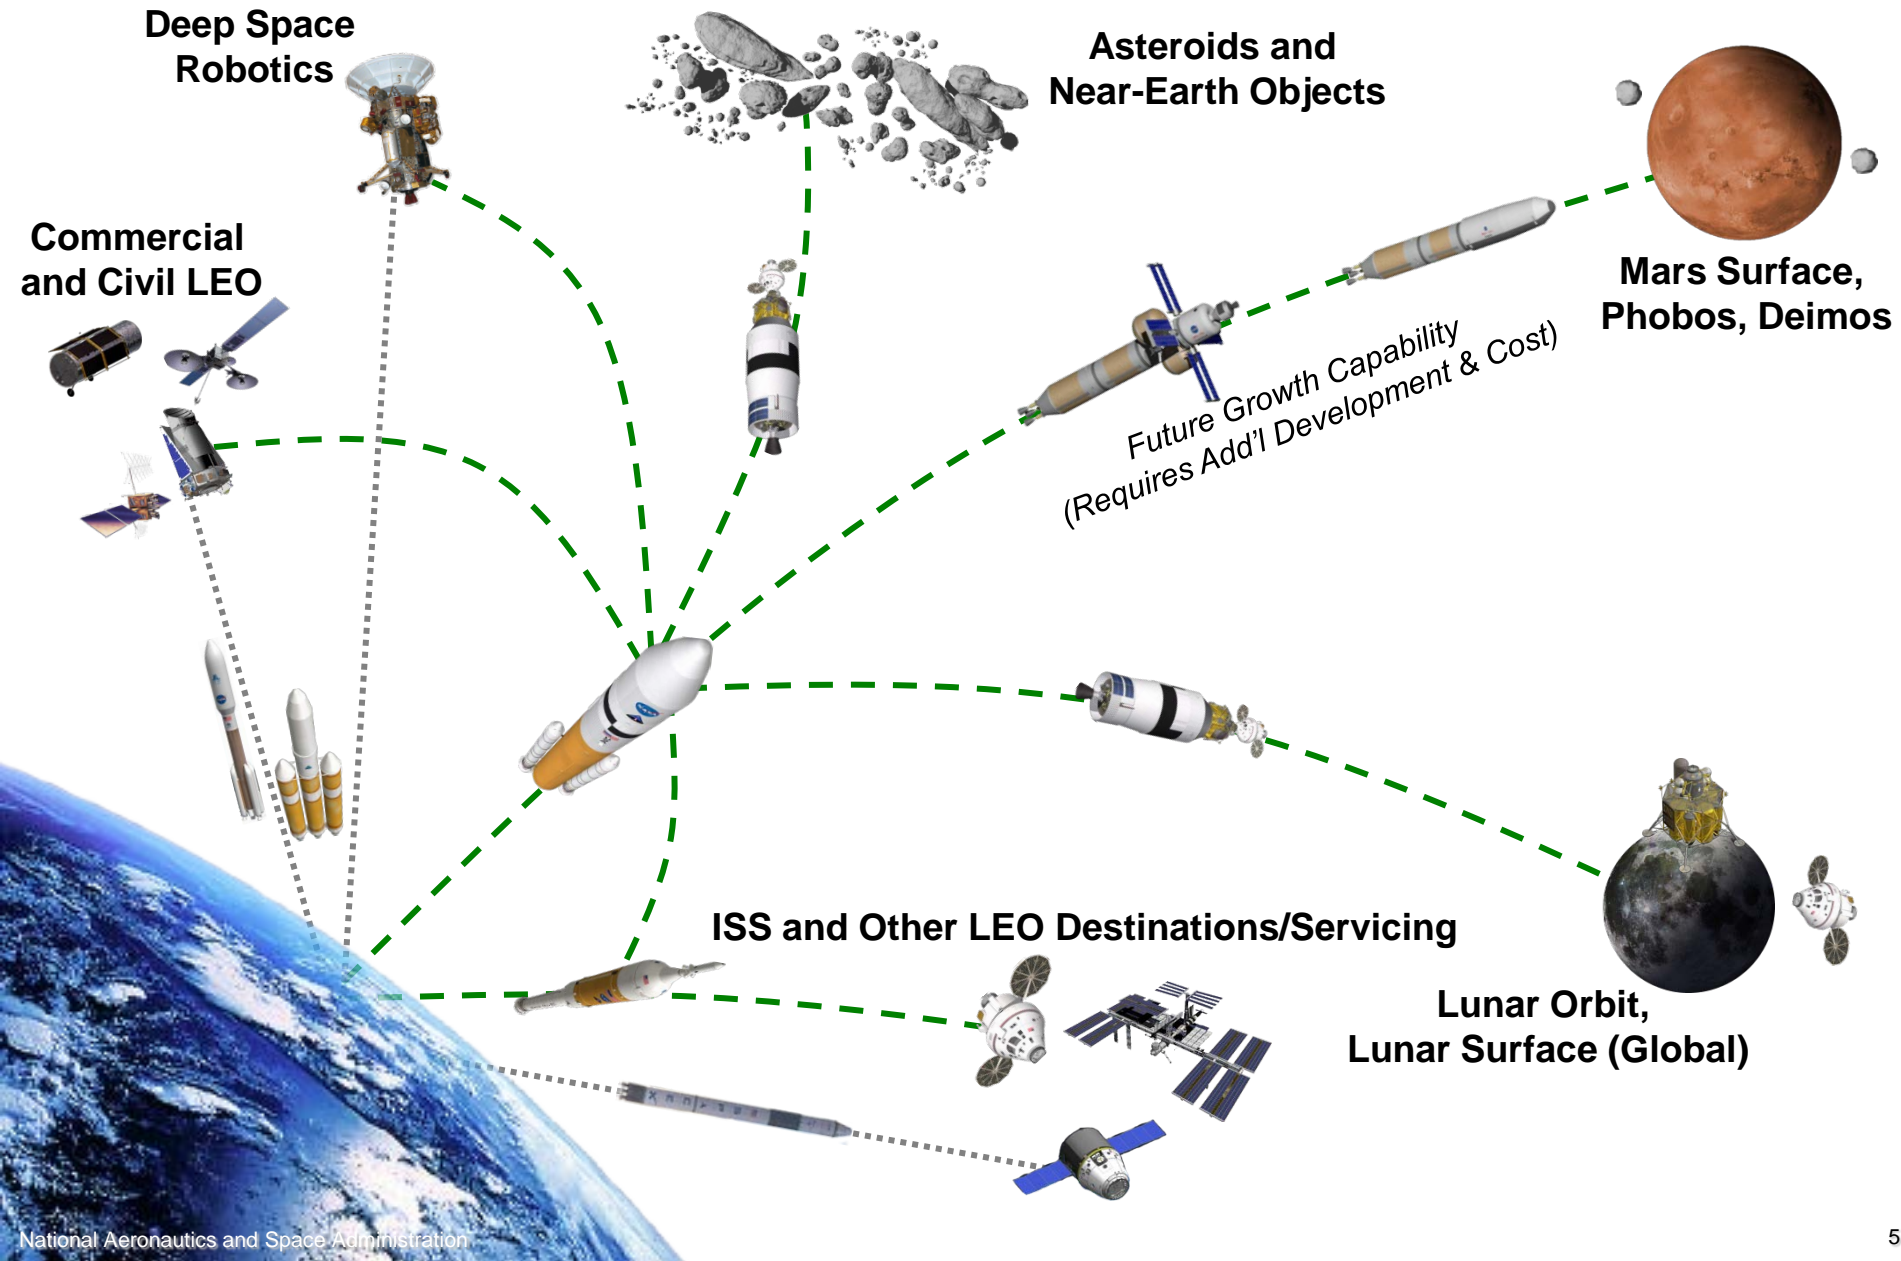 Deep Space
Robotics
Asteroids and
Near-Earth Objects
Commercial
and Civil LEO
Mars Surface,
Phobos, Deimos
Future Growth Capability
(Requires Add'l Development & Cost)
ISS and Other LEO Destinations/Servicing
Lunar Orbit,
Lunar Surface (Global)
National Aeronautics and Space Administration
5